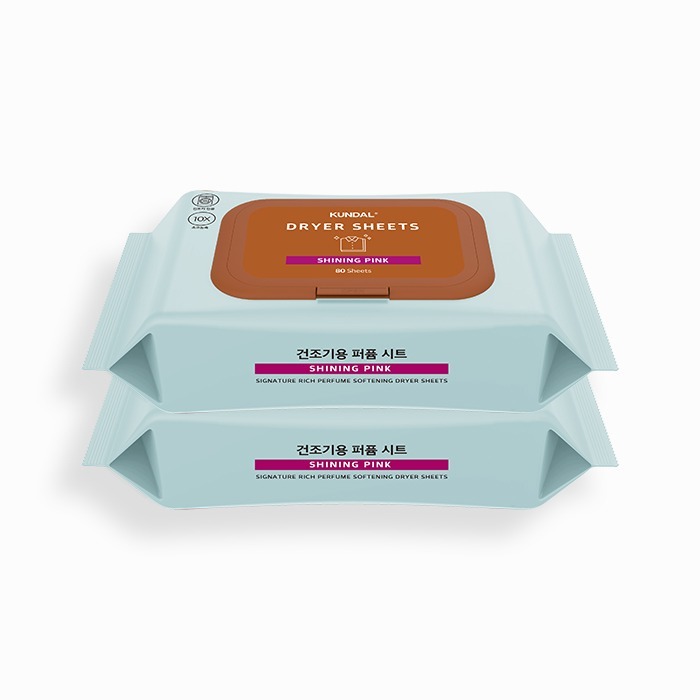 KUNDAL
DRYER SHEETS
10X
SHINING PINK
80 Sheets
건조기용 퍼퓸 시트
SHINING PINK
SIGNATURE RICH PERFUME SOFTENING DRYER SHEETS
건조기용 퍼퓸 시트
SHINING PINK
SIGNATURE RICH PERFUME SOFTENING DRYER SHEETS